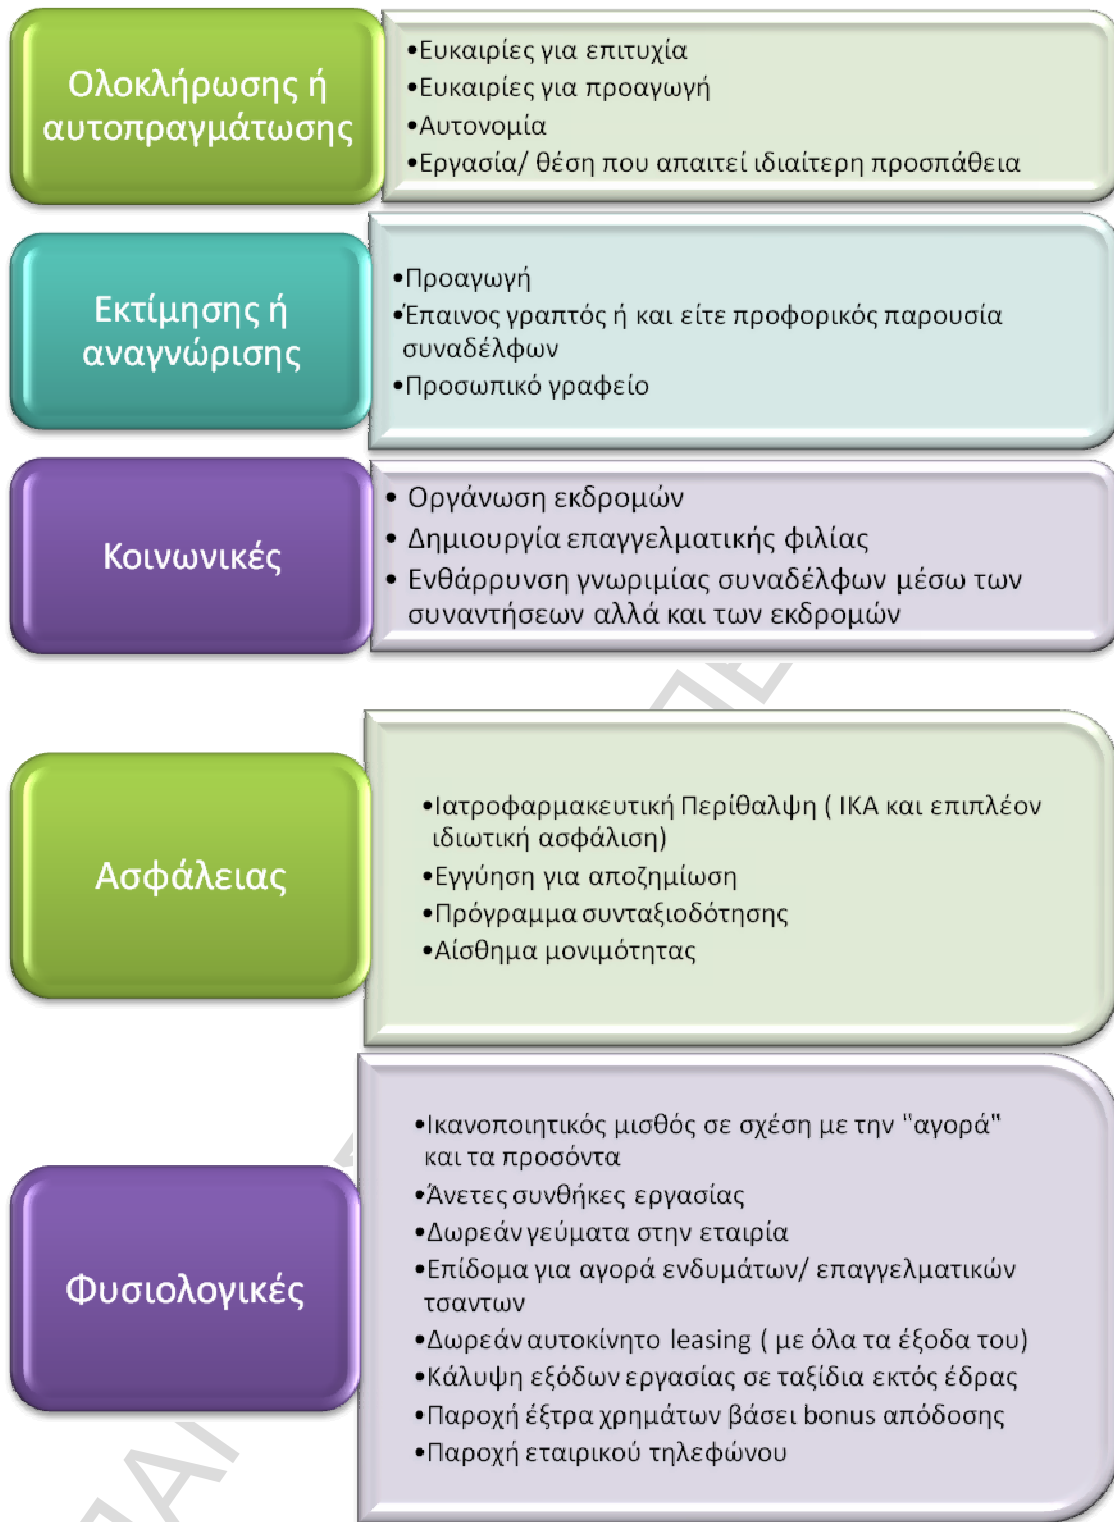 Ολοκλήρωσης ή
αυτοπραγμάτωσης
•Ευκαιρίες για επιτυχία
•Ευκαιρίες για προαγωγή
•Αυτονομία
•Εργασία/ θέση που απαιτεί ιδιαίτερη προσπάθεια
Εκτίμησης ή
αναγνώρισης
•Προαγωγή
•Έπαινος γραπτός ή και είτε προφορικός παρουσία
συναδέλφων
•Προσωπικό γραφείο
Κοινωνικές
• Οργάνωση εκδρομών
• Δημιουργία επαγγελματικής φιλίας
• Ενθάρρυνση γνωριμίας συναδέλφων μέσω των
συναντήσεων αλλά και των εκδρομών
Ασφάλειας
•Ιατροφαρμακευτική Περίθαλψη ( ΙΚΑ και επιπλέον
ιδιωτική ασφάλιση)
•Εγγύηση για αποζημίωση
•Πρόγραμμα συνταξιοδότησης
•Αίσθημα μονιμότητας
Φυσιολογικές
•Ικανοποιητικός μισθός σε σχέση με την "αγορά"
και τα προσόντα
•Άνετες συνθήκες εργασίας
•Δωρεάν γεύματα στην εταιρία
•Επίδομα για αγορά ενδυμάτων/ επαγγελματικών
τσαντων
•Δωρεάν αυτοκίνητο leasing ( με όλα τα έξοδα του)
•Κάλυψη εξόδων εργασίας σε ταξίδια εκτός έδρας
•Παροχή έξτρα χρημάτων βάσει bonus απόδοσης
•Παροχή εταιρικού τηλεφώνου